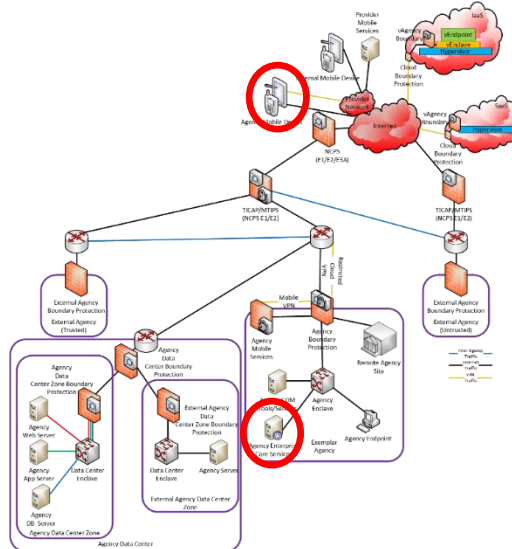 Provider
Mobile
Services
IaaS
vAgency
Boundary
vEndpoint
vEnclave
Hypervisor
Cloud
Boundary
Protection
Mobile Device
Agency Mobile
Provider
Network
Internet
vAgency
Boundary
SaaS
Hypervisor
Cloud
Boundary
Protection
NCPS
(E1/E2/E3A)
TICAP/MTIPS
(NCPS E1/E2)
TICAP/MTIPS
(NCPS E1/E2)
Restricted
Cloud
VPN
External Agency
Boundary Protection
External Agency
(Trusted)
External Agency
Boundary Protection
External Agency
(Untrusted)
Mobile
VPN
Agency
Mobile
Services
Agency
Boundary
Protection
Remote Agency
Site
Agency
Data
Center Boundary
Protection
Agency
Data
Center Zone Boundary
Protection
External Agency
Data
Center Zone Boundary
Protection
Agency
Web Server
Agency
App Server
Agency
DB Server
Data Center
Enclave
Agency Data Center Zone
Data Center
Enclave
Agency Server
External Agency Data Center
Zone
Agency Data Center
Agency
Enclave
Agency Enterprise
Core Services
Agency Endpoint
Exemplar
Agency
Traffic
Internet
Traffic
VPN
Traffic